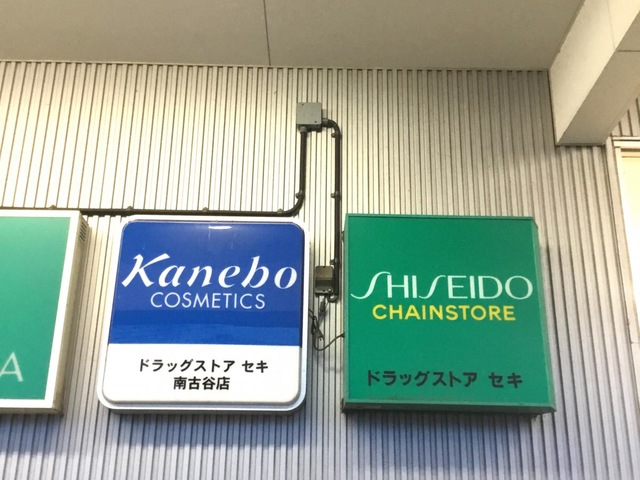 A
Kanebo
COSMETICS
ドラッグストア セキ
南古谷店
SHISEIDO
CHAINSTORE
ドラッグストア セキ